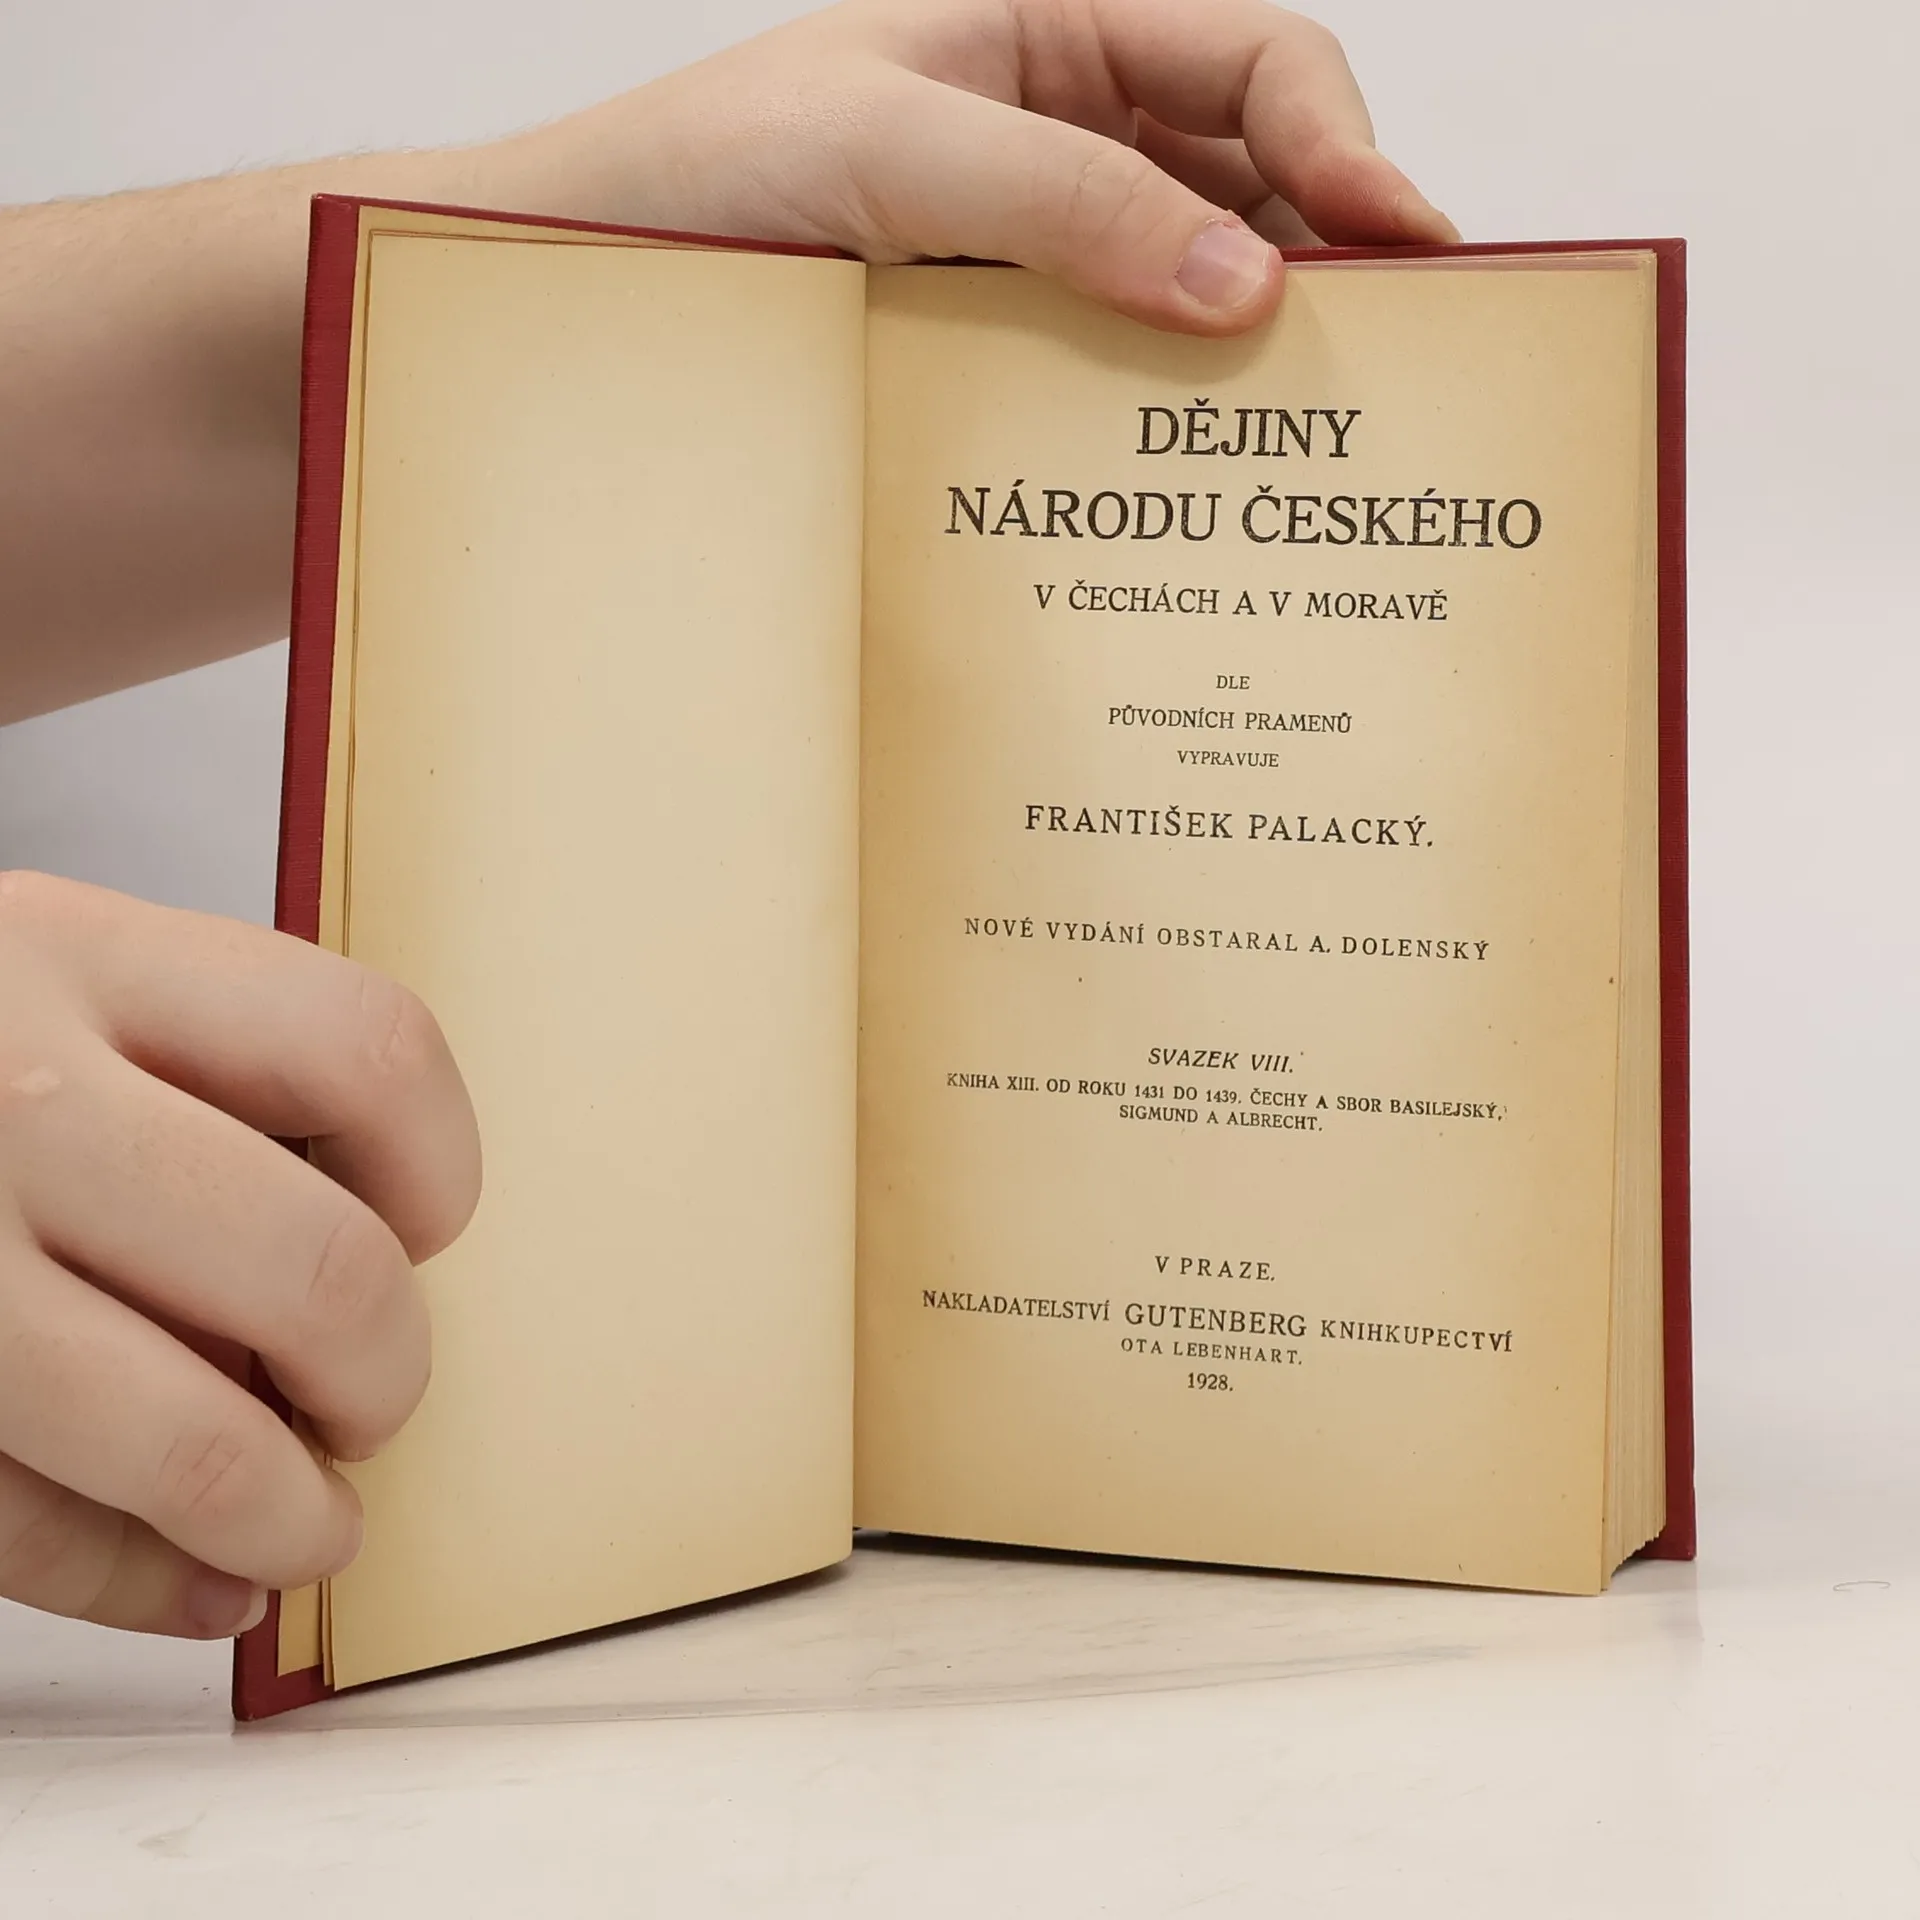 DĚJINY
NÁRODU ČESKÉHO
V ČECHÁCH A V MORAVĚ
DLE
PŮVODNÍCH PRAMENŮ
VYPRAVUJE
FRANTIŠEK PALACKÝ.
NOVÉ VYDÁNÍ OBSTARAL A. DOLENSKÝ
SVAZEK VIII.
KNIHA XIII. OD ROKU 1431 DO 1439. ČECHY A SBOR BASILEJSKÝ,
SIGMUND A ALBRECHT.
V PRAZE.
NAKLADATELSTVÍ GUTENBERG KNIHKUPECTVÍ
OTA LEBENHART.
1928.